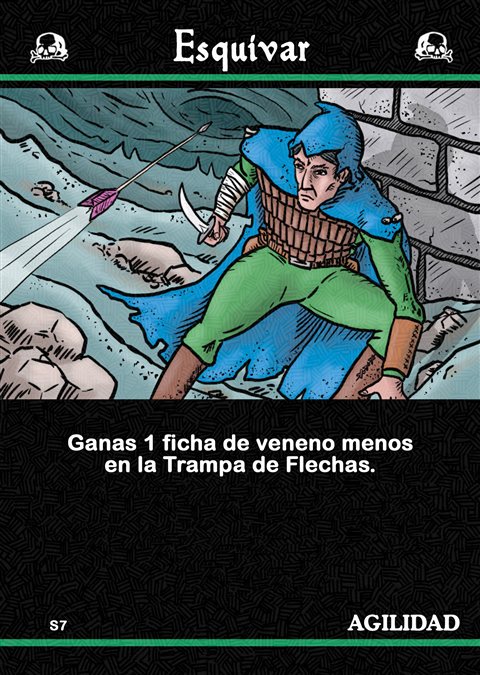 Esquivar
Ganas 1 ficha de veneno menos
en la Trampa de Flechas.
S7
AGILIDAD